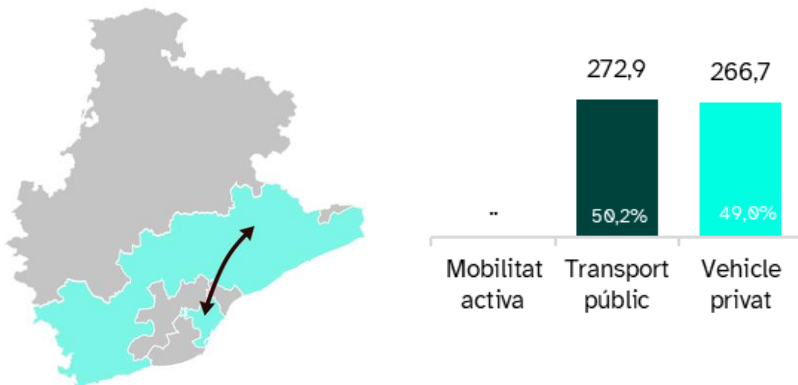 272,9
266,7
..
50,2%
49,0%
Mobilitat activa
Transport públic
Vehicle privat